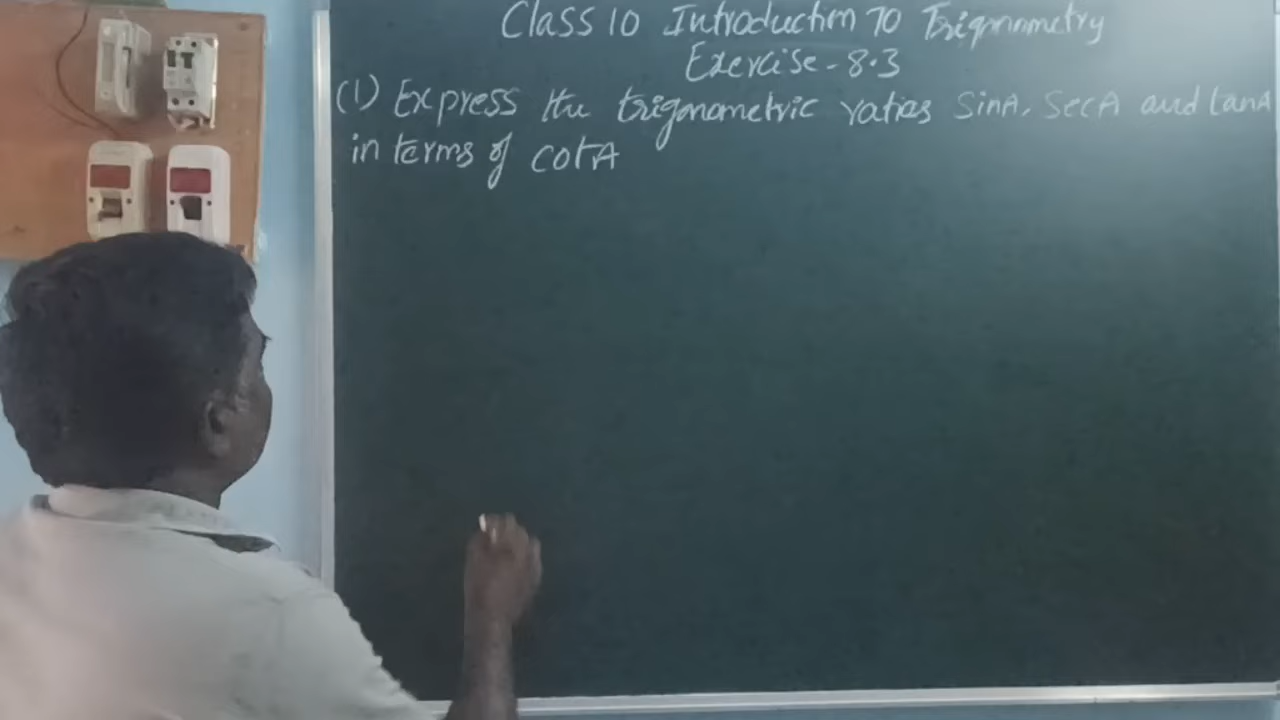 Class 10 Introduction To Trignometry
Exercise - 8.3
(1) Express the trigonometric ratios SinA, SecA and tanA
in terms of cotA